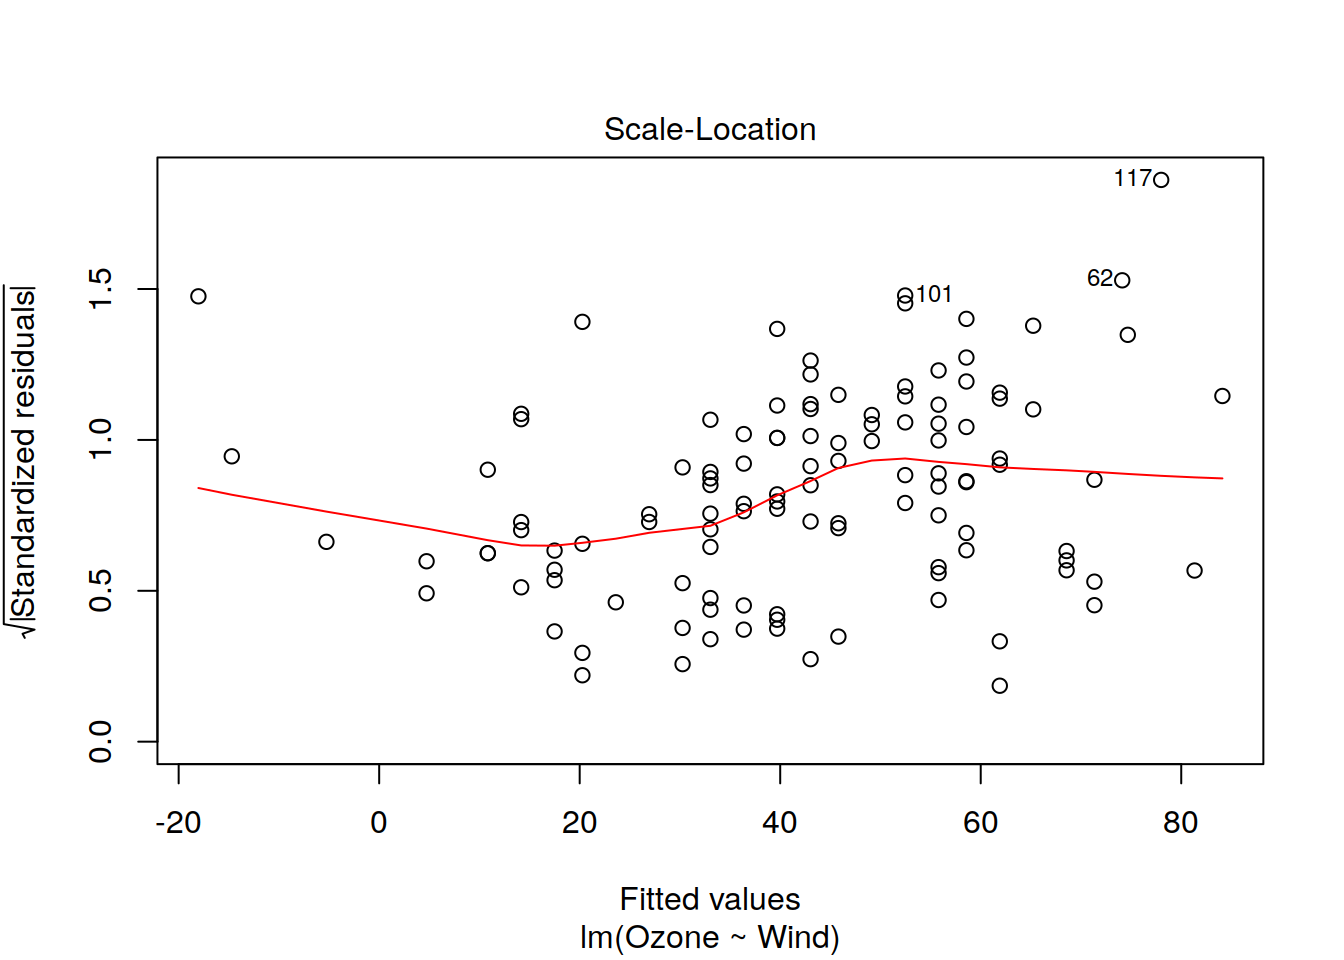 Scale-Location
√|Standardized residuals|
1.5
1.0
0.5
0.0
117
62
101
-20 0 20 40 60 80
Fitted values
lm(Ozone ~ Wind)